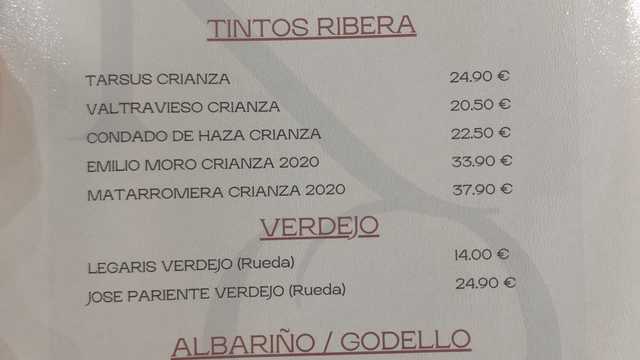 TINTOS RIBERA
TARSUS CRIANZA 24.90 €
VALTRAVIESO CRIANZA 20.50 €
CONDADO DE HAZA CRIANZA 22.50 €
EMILIO MORO CRIANZA 2020 33.90 €
MATARROMERA CRIANZA 2020 37.90 €
VERDEJO
LEGARIS VERDEJO (Rueda) 14.00 €
JOSE PARIENTE VERDEJO (Rueda) 24.90 €
ALBARIÑO / GODELLO